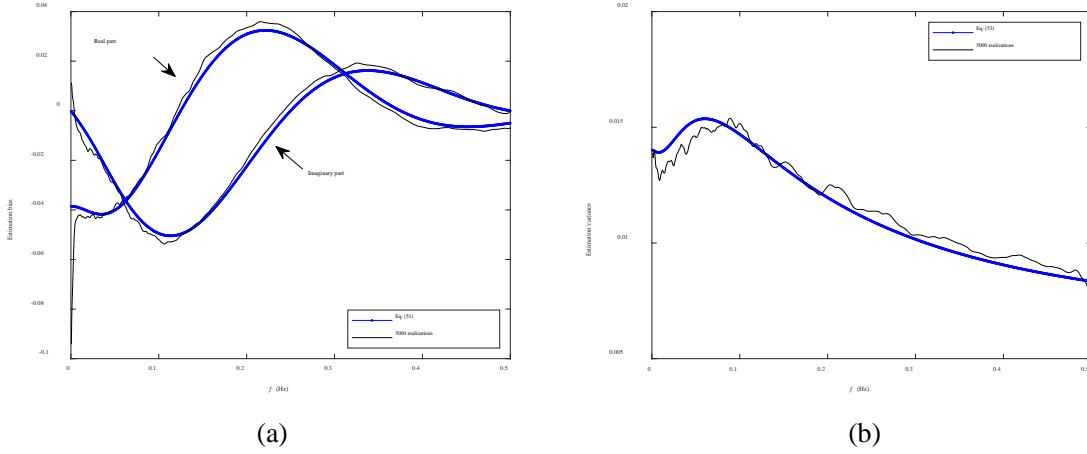 0.04
0.02
0
-0.02
-0.04
-0.06
-0.08
-0.1
Estimation bias
Real part
Imaginary part
Eq. (51)
5000 realizations
0
0.1
0.2
0.3
0.4
0.5
f (Hz)
(a)
0.02
0.015
0.01
0.005
Estimation variance
Eq. (53)
5000 realizations
0
0.1
0.2
0.3
0.4
0.5
f (Hz)
(b)